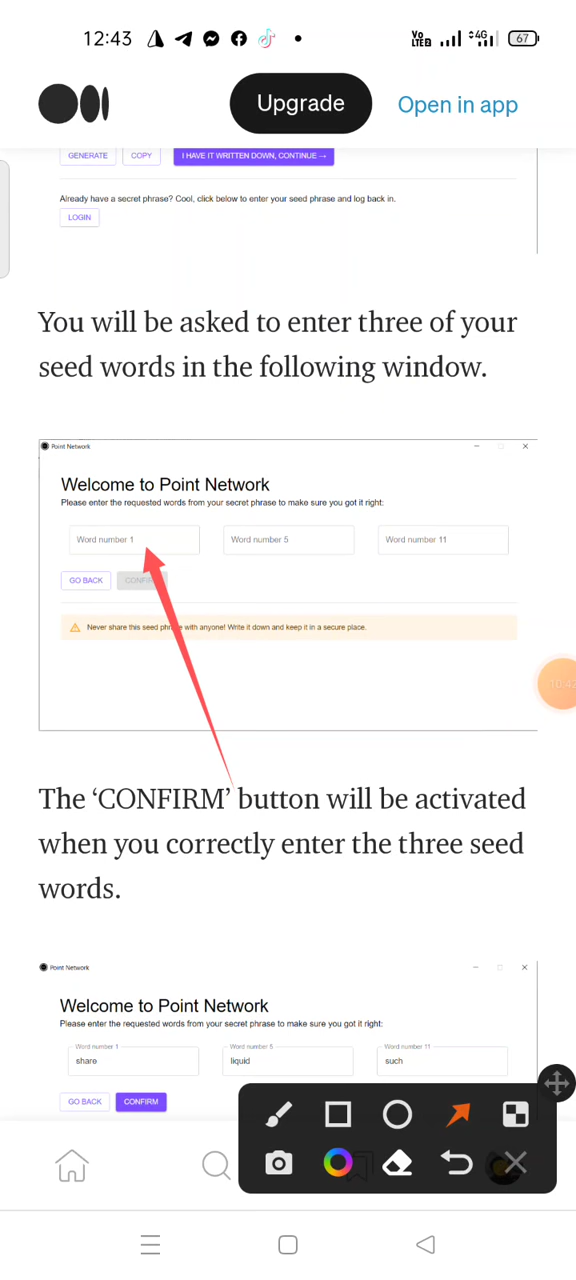 12:43
Vo
LTE2
4G
67
Upgrade
Open in app
GENERATE
COPY
I HAVE IT WRITTEN DOWN, CONTINUE →
Already have a secret phrase? Cool, click below to enter your seed phrase and log back in.
LOGIN
You will be asked to enter three of your
seed words in the following window.
Point Network
Welcome to Point Network
Please enter the requested words from your secret phrase to make sure you got it right:
Word number 1
Word number 5
Word number 11
GO BACK
Never share this seed phrase with anyone! Write it down and keep it in a secure place.
The ‘CONFIRM’ button will be activated
when you correctly enter the three seed
words.
Point Network
Welcome to Point Network
Please enter the requested words from your secret phrase to make sure you got it right:
Word number 1
Word number 5
Word number 11
share
liquid
such
GO BACK
CONFIRM